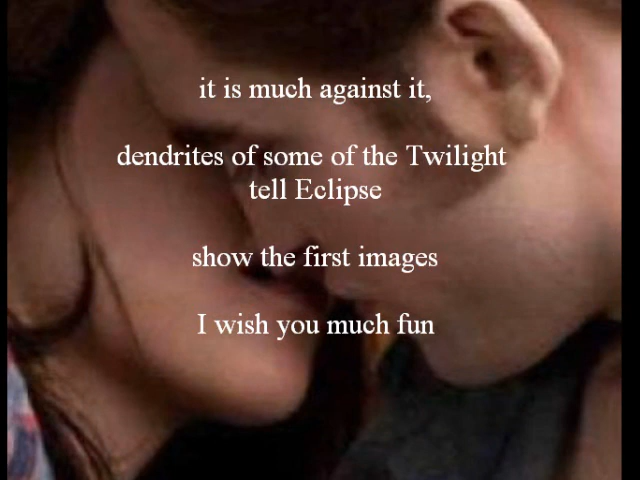 it is much against it,
dendrites of some of the Twilight
tell Eclipse
show the first images
I wish you much fun